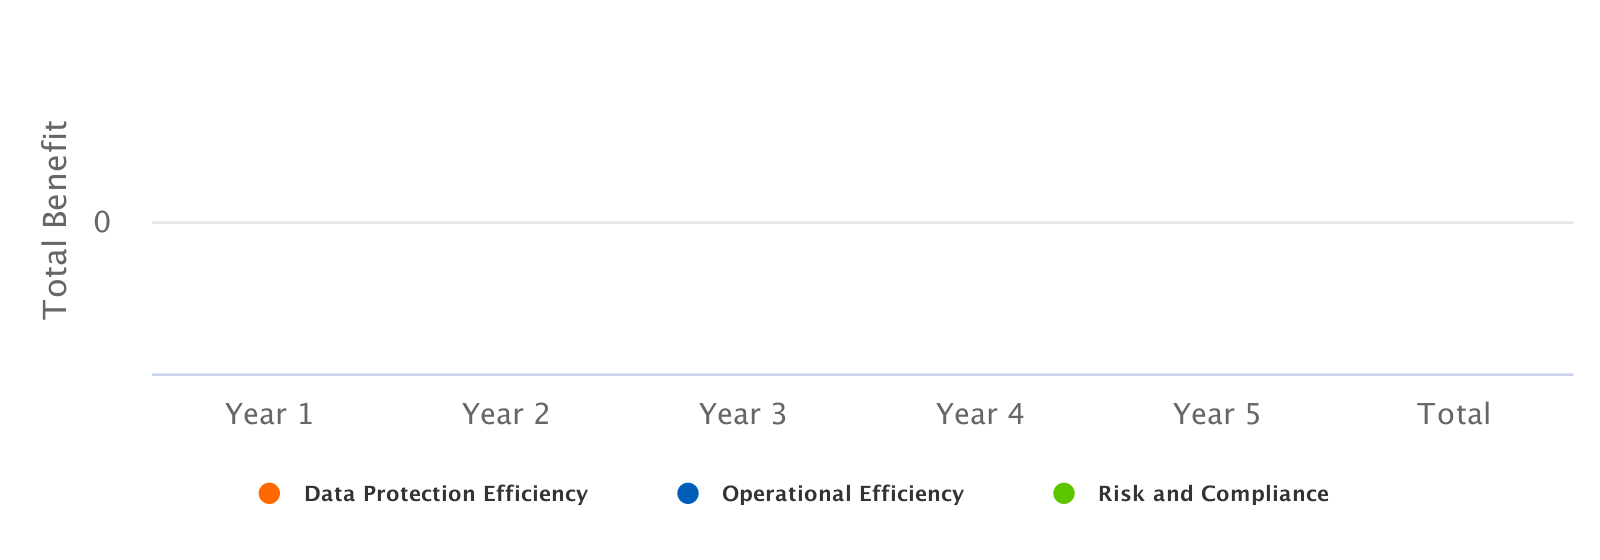 Total Benefit
0
Year 1 Year 2 Year 3 Year 4 Year 5 Total
Data Protection Efficiency Operational Efficiency Risk and Compliance